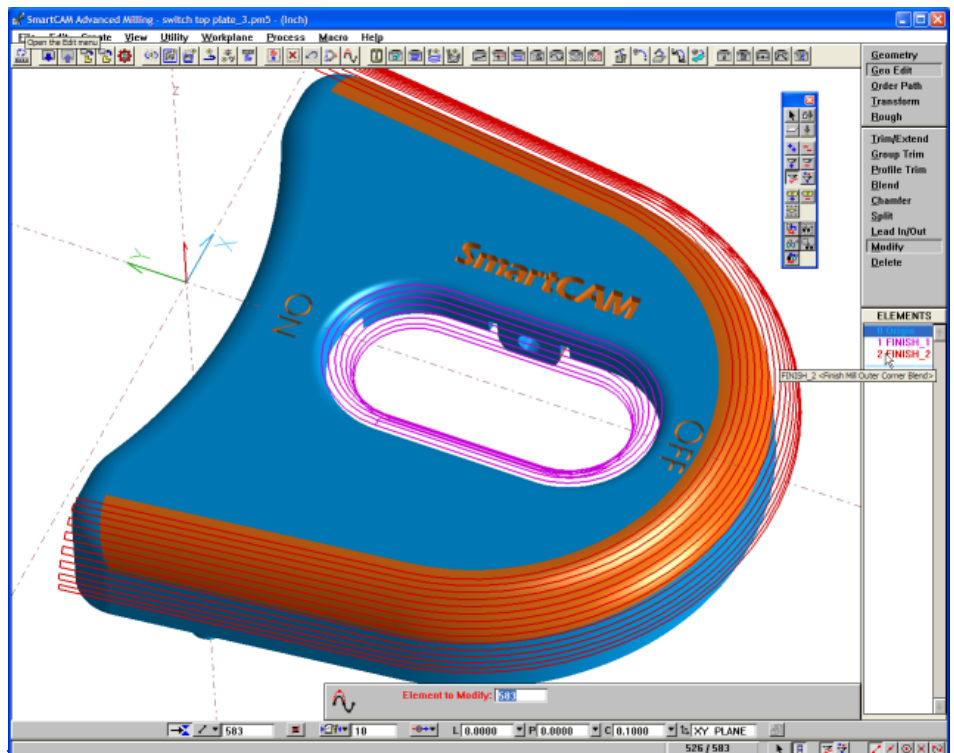 SmartCAM Advanced Milling - switch top plate_3.pm5 - (Inch)
View Utility Workplane Process Macro Help
Open the Edit menu
Geometry
Geo Edit
Order Path
Transform
Rough
Trim/Extend
Group Trim
Profile Trim
Blend
Chamfer
Split
Lead In/Out
Modify
Delete
ELEMENTS
0 Origin
1 FINISH_1
2 FINISH_2
FINISH_2 <Finish Mill Outer Corner Blend>
Z
X
Y
SmartCAM
ON
OFF
Element to Modify: 583
583 10 L 0.0000 P 0.0000 C 0.1000 XY PLANE
526 / 583